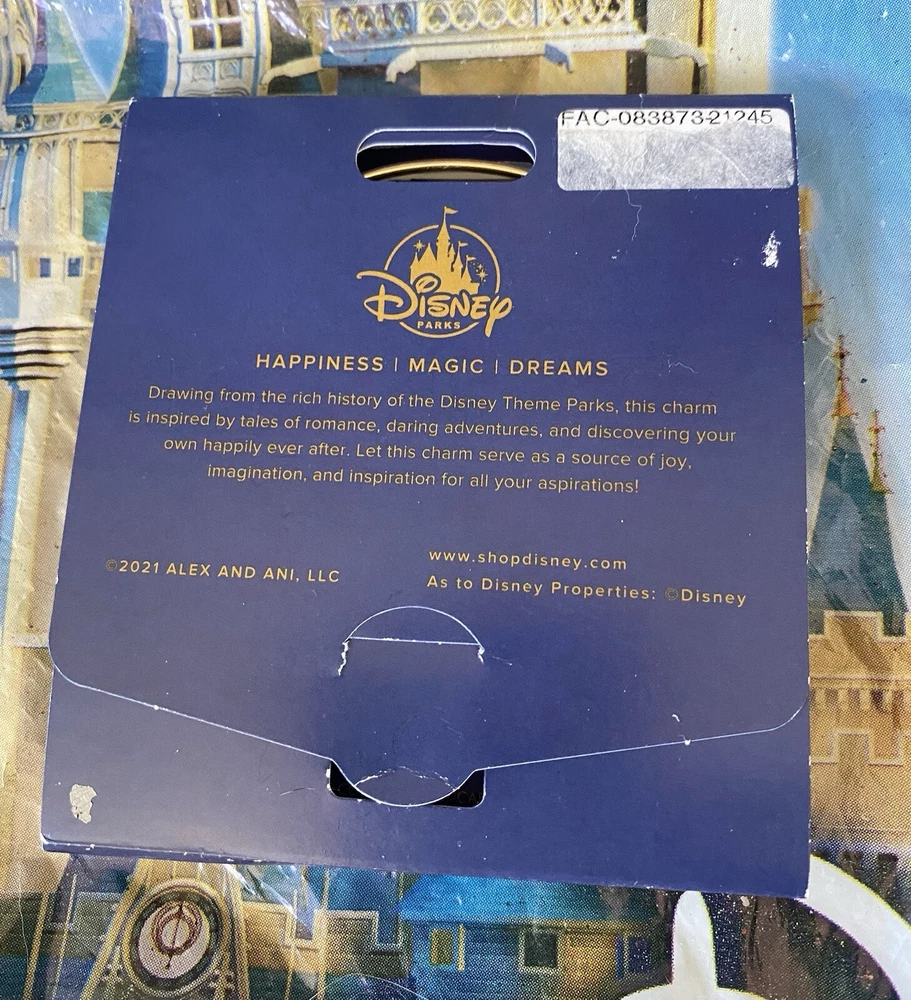 FAC-083873-21245
Disney
PARKS
HAPPINESS | MAGIC | DREAMS
Drawing from the rich history of the Disney Theme Parks, this charm
is inspired by tales of romance, daring adventures, and discovering your
own happily ever after. Let this charm serve as a source of joy,
imagination, and inspiration for all your aspirations!
©2021 ALEX AND ANI, LLC
www.shopdisney.com
As to Disney Properties: ©Disney